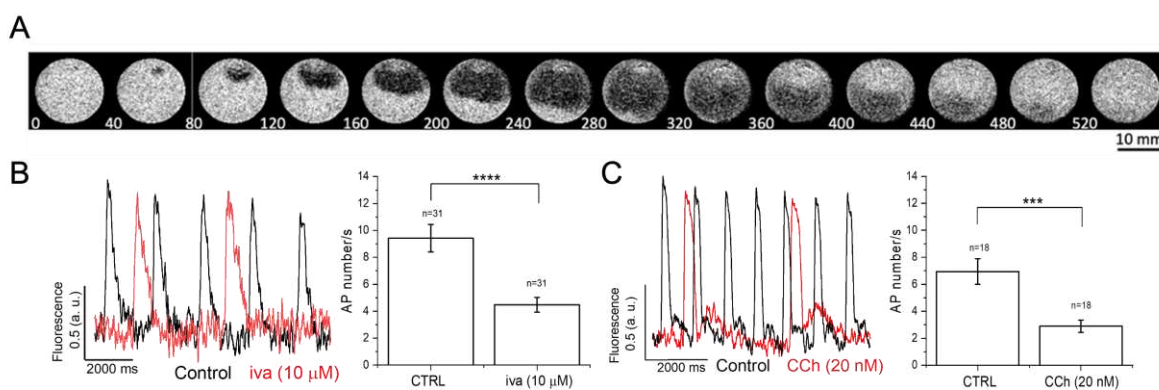 A
0 40 80 120 160 200 240 280 320 360 400 440 480 520
10 mm
B
Fluorescence
0.5 (a. u.)
2000 ms
Control
iva (10 μM)
AP number/s
14
12
10
8
6
4
2
0
****
n=31
n=31
CTRL
iva (10 μM)
C
Fluorescence
0.5 (a. u.)
2000 ms
Control
CCh (20 nM)
AP number/s
14
12
10
8
6
4
2
0
***
n=18
n=18
CTRL
CCh (20 nM)